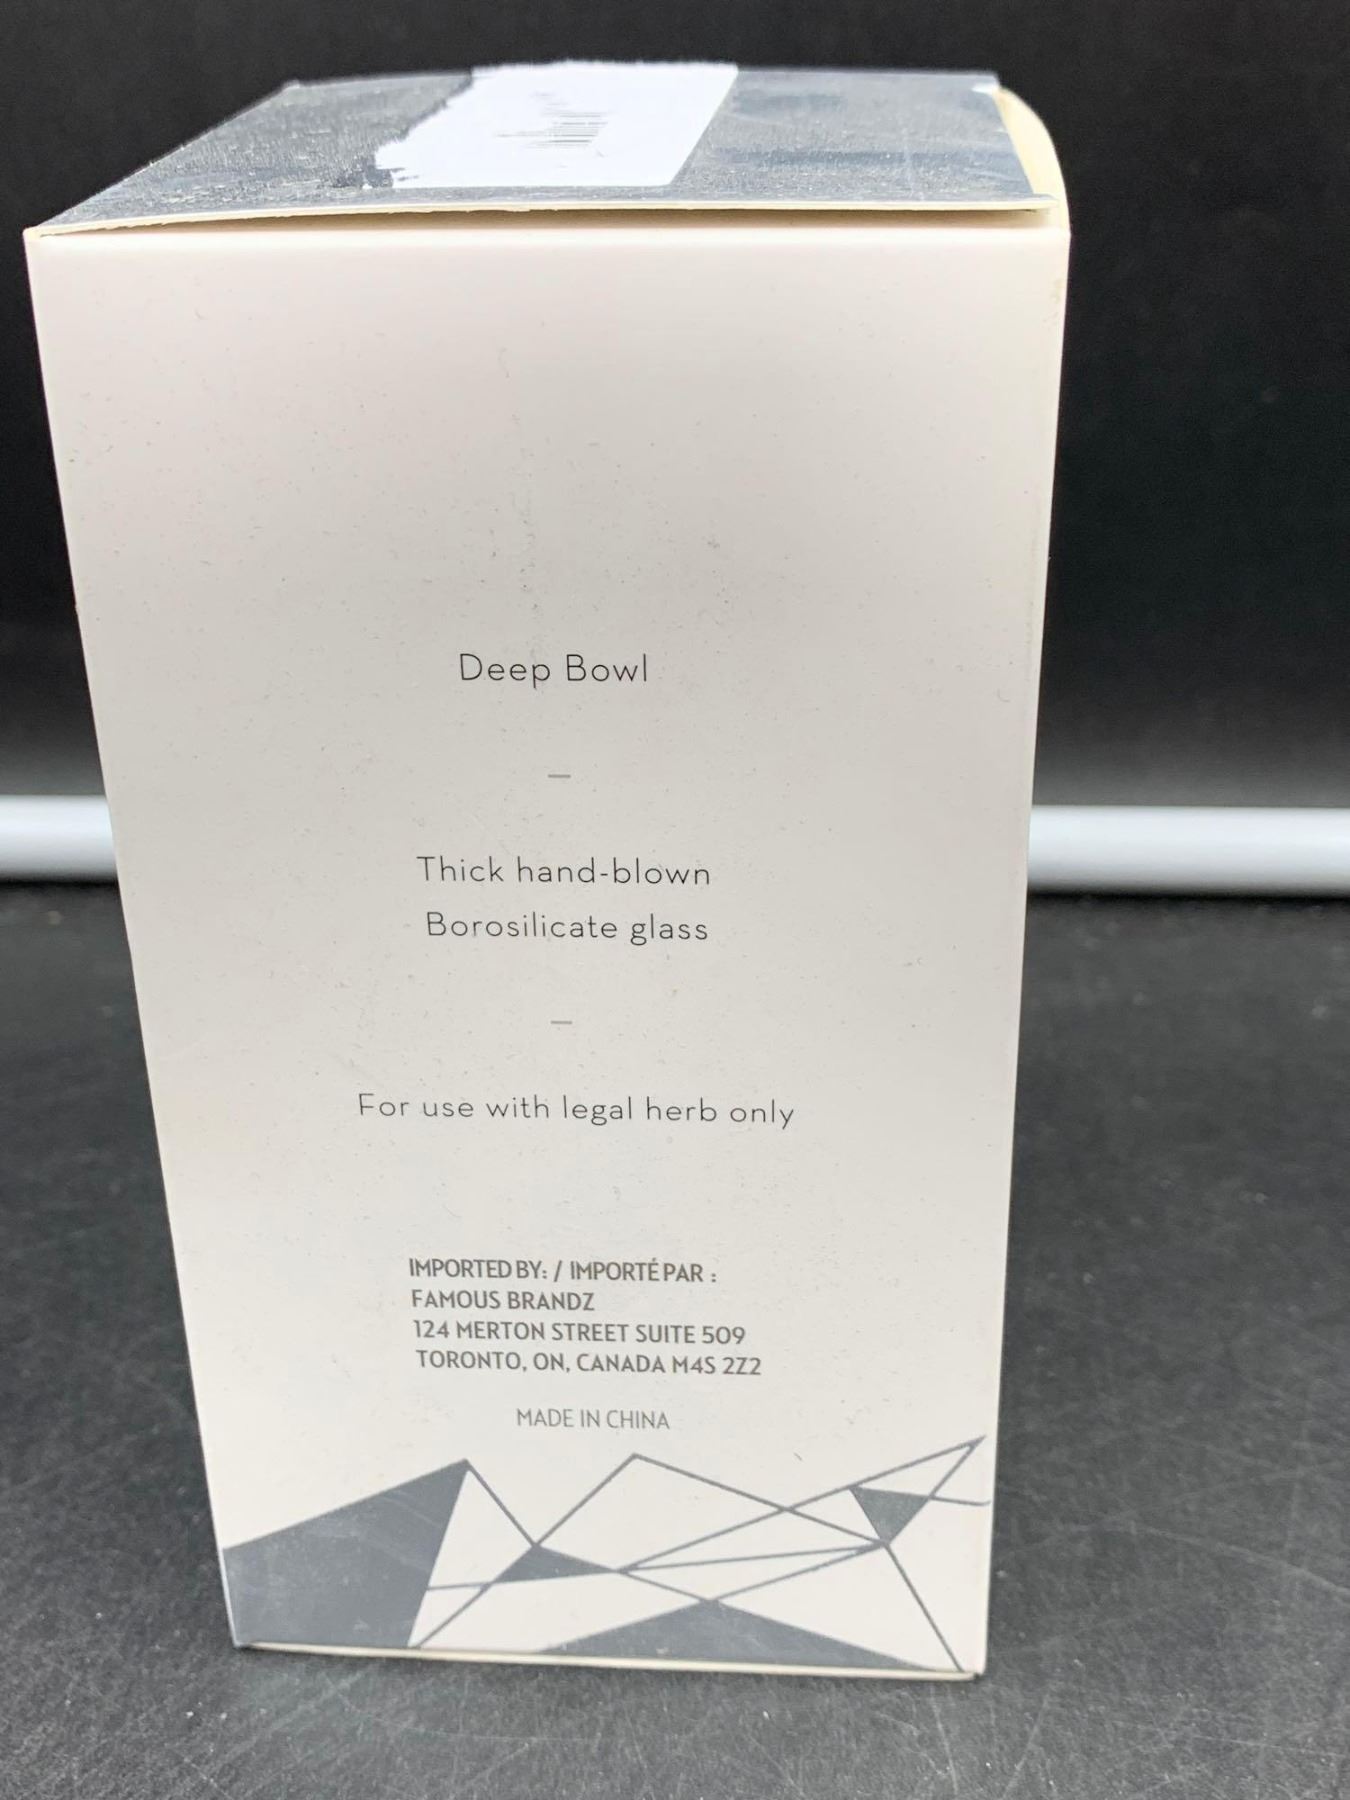 Deep Bowl
–
Thick hand-blown
Borosilicate glass
–
For use with legal herb only
IMPORTED BY: / IMPORTÉ PAR :
FAMOUS BRANDZ
124 MERTON STREET SUITE 509
TORONTO, ON, CANADA M4S 2Z2
MADE IN CHINA